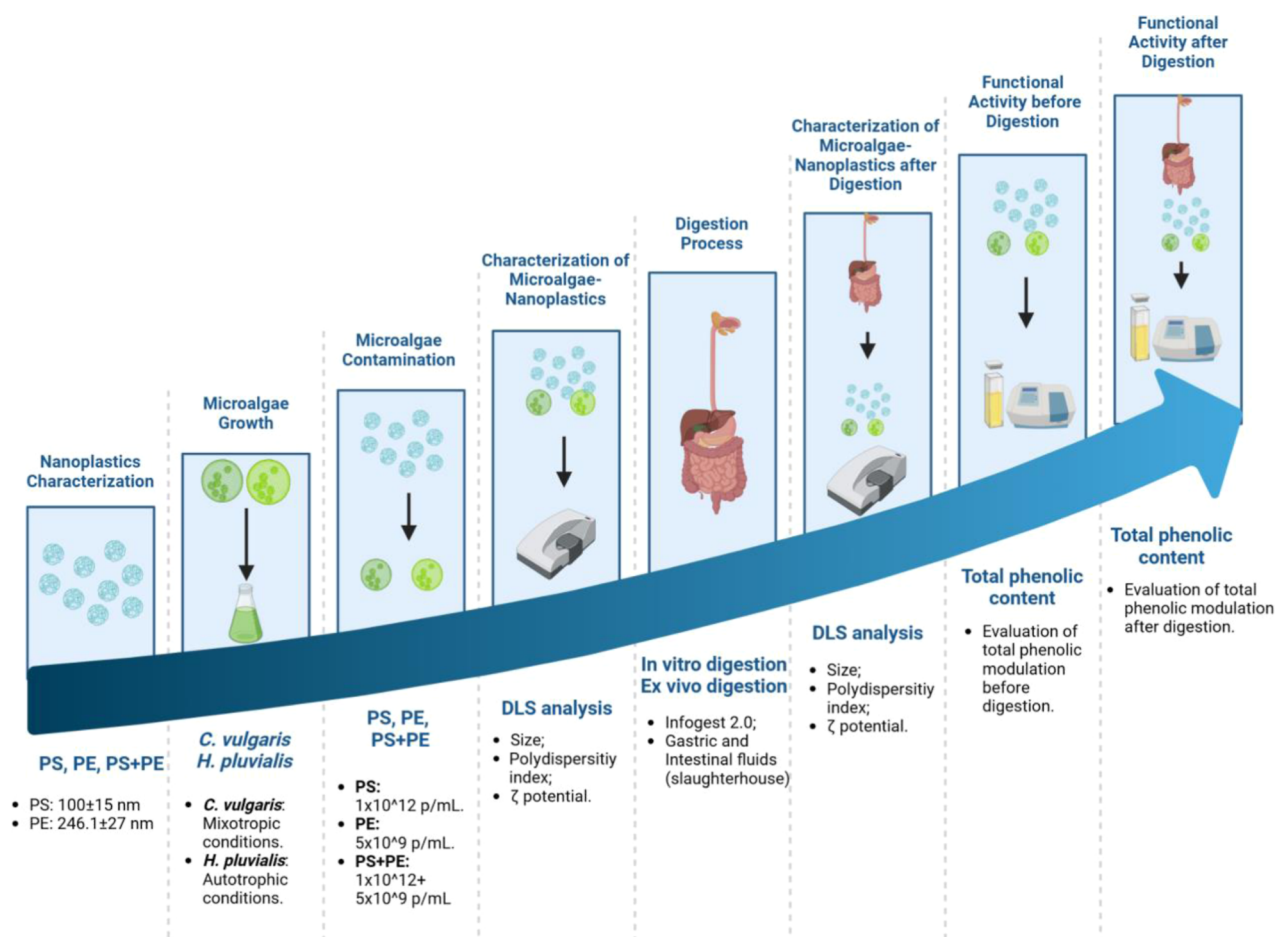 Nanoplastics
Characterization
PS, PE, PS+PE
• PS: 100±15 nm
• PE: 246.1±27 nm
Microalgae
Growth
C. vulgaris
H. pluvialis
• C. vulgaris:
Mixotropic
conditions.
• H. pluvialis:
Autotrophic
conditions.
Microalgae
Contamination
PS, PE,
PS+PE
• PS:
1x10^12 p/mL.
• PE:
5x10^9 p/mL.
• PS+PE:
1x10^12+
5x10^9 p/mL
Characterization of
Microalgae-
Nanoplastics
DLS analysis
• Size;
• Polydispersitiy
index;
• ζ potential.
Digestion
Process
In vitro digestion
Ex vivo digestion
• Infogest 2.0;
• Gastric and
Intestinal fluids
(slaughterhouse)
Characterization of
Microalgae-
Nanoplastics after
Digestion
DLS analysis
• Size;
• Polydispersitiy
index;
• ζ potential.
Functional
Activity before
Digestion
Total phenolic
content
• Evaluation of
total phenolic
modulation
before
digestion.
Functional
Activity after
Digestion
Total phenolic
content
• Evaluation of total
phenolic modulation
after digestion.